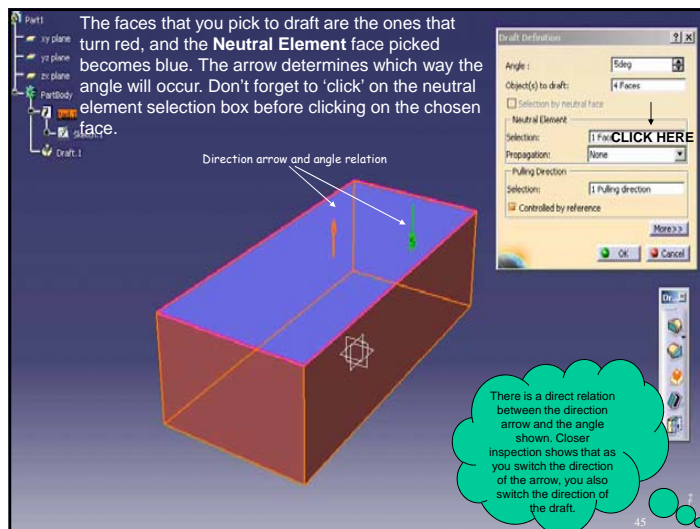 Part1
xy plane
yz plane
zx plane
PartBody
Draft.1
The faces that you pick to draft are the ones that
turn red, and the Neutral Element face picked
becomes blue. The arrow determines which way the
angle will occur. Don't forget to 'click' on the neutral
element selection box before clicking on the chosen
face.
Direction arrow and angle relation
5
Draft Definition
Angle :
5deg
Object(s) to draft:
4 Faces
Selection by neutral face
Neutral Element
Selection:
1 Fac
CLICK HERE
Propagation:
None
Pulling Direction
Selection:
1 Pulling direction
Controlled by reference
More>>
OK
Cancel
Dr...
There is a direct relation
between the direction
arrow and the angle
shown. Closer
inspection shows that as
you switch the direction
of the arrow, you also
switch the direction of
the draft.
45